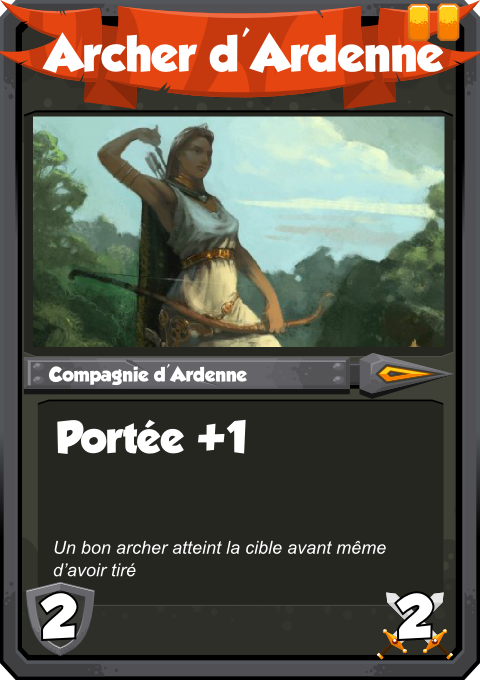 Archer d'Ardenne
Compagnie d'Ardenne
Portée +1
Un bon archer atteint la cible avant même
d'avoir tiré
2
2